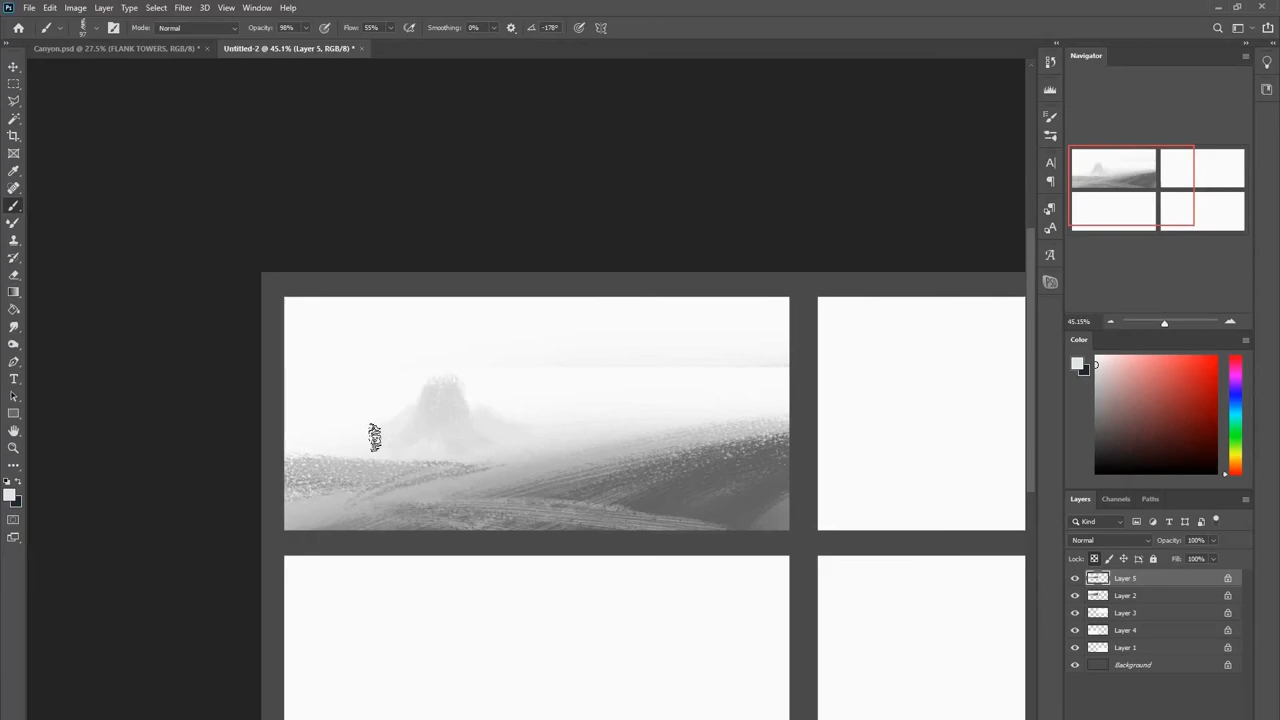 Ps File Edit Image Layer Type Select Filter 3D View Window Help
97 Mode: Normal Opacity: 98% Flow: 55% Smoothing: 0% -178°
Canyon.psd @ 27.5% (FLANK TOWERS, RGB/8) * × Untitled-2 @ 45.1% (Layer 5, RGB/8) * ×
Navigator
45.15%
Color
Layers Channels Paths
Kind
Normal Opacity: 100%
Lock: Fill: 100%
Layer 5
Layer 2
Layer 3
Layer 4
Layer 1
Background